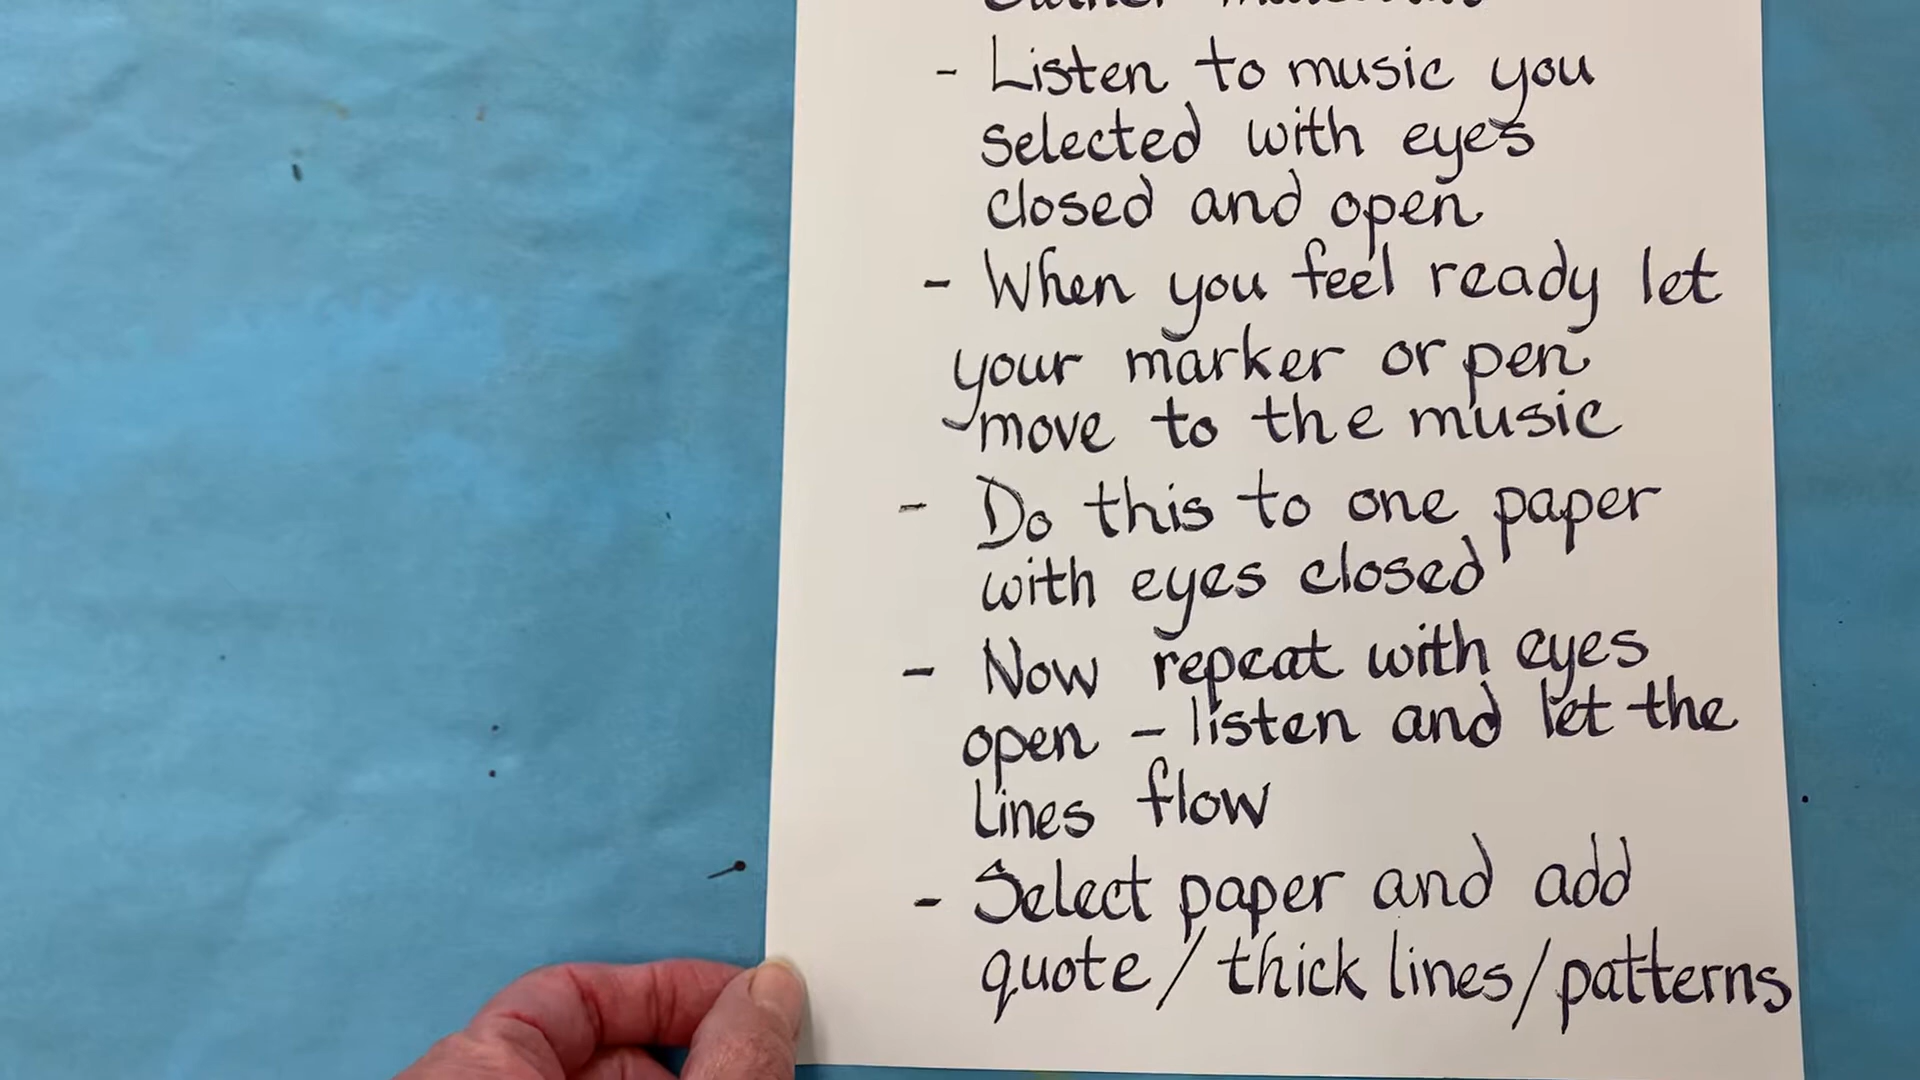 - Listen to music you
selected with eyes
closed and open
- When you feel ready let
your marker or pen
move to the music
- Do this to one paper
with eyes closed
- Now repeat with eyes
open - listen and let the
lines flow
- Select paper and add
quote / thick lines / patterns